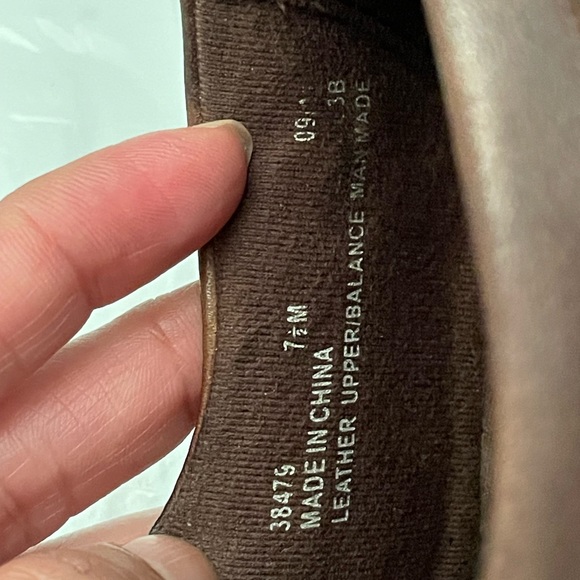 38479 7½M
MADE IN CHINA 3B
LEATHER UPPER/BALANCE MAN MADE